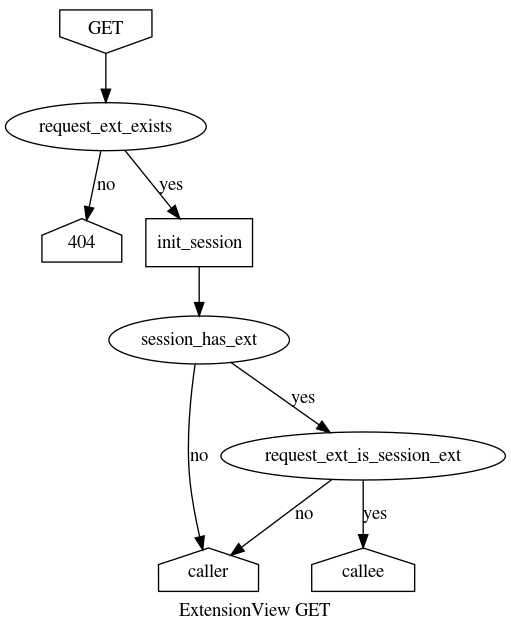 GET
request_ext_exists
no
yes
404
init_session
session_has_ext
yes
no
request_ext_is_session_ext
no
yes
caller
callee
ExtensionView GET